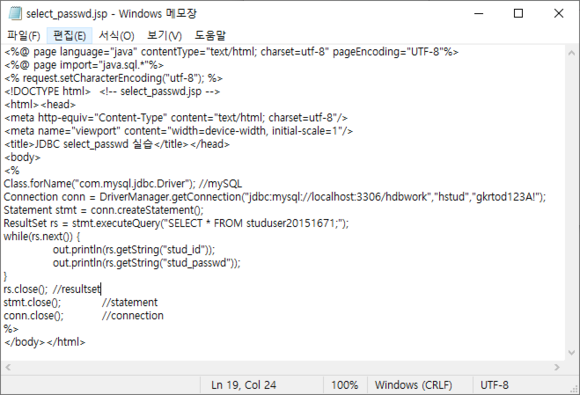 select_passwd.jsp - Windows 메모장
파일(F) 편집(E) 서식(O) 보기(V) 도움말
<%@ page language="java" contentType="text/html; charset=utf-8" pageEncoding="UTF-8"%>
<%@ page import="java.sql.*"%>
<% request.setCharacterEncoding("utf-8"); %>
<!DOCTYPE html> <!-- select_passwd.jsp -->
<html><head>
<meta http-equiv="Content-Type" content="text/html; charset=utf-8"/>
<meta name="viewport" content="width=device-width, initial-scale=1"/>
<title>JDBC select_passwd 실습</title></head>
<body>
<%
Class.forName("com.mysql.jdbc.Driver"); //mySQL
Connection conn = DriverManager.getConnection("jdbc:mysql://localhost:3306/hdbwork","hstud","gkrtod123A!");
Statement stmt = conn.createStatement();
ResultSet rs = stmt.executeQuery("SELECT * FROM studuser20151671;");
while(rs.next()) {
out.println(rs.getString("stud_id"));
out.println(rs.getString("stud_passwd"));
}
rs.close(); //resultset
stmt.close(); //statement
conn.close(); //connection
%>
</body></html>
Ln 19, Col 24 100% Windows (CRLF) UTF-8